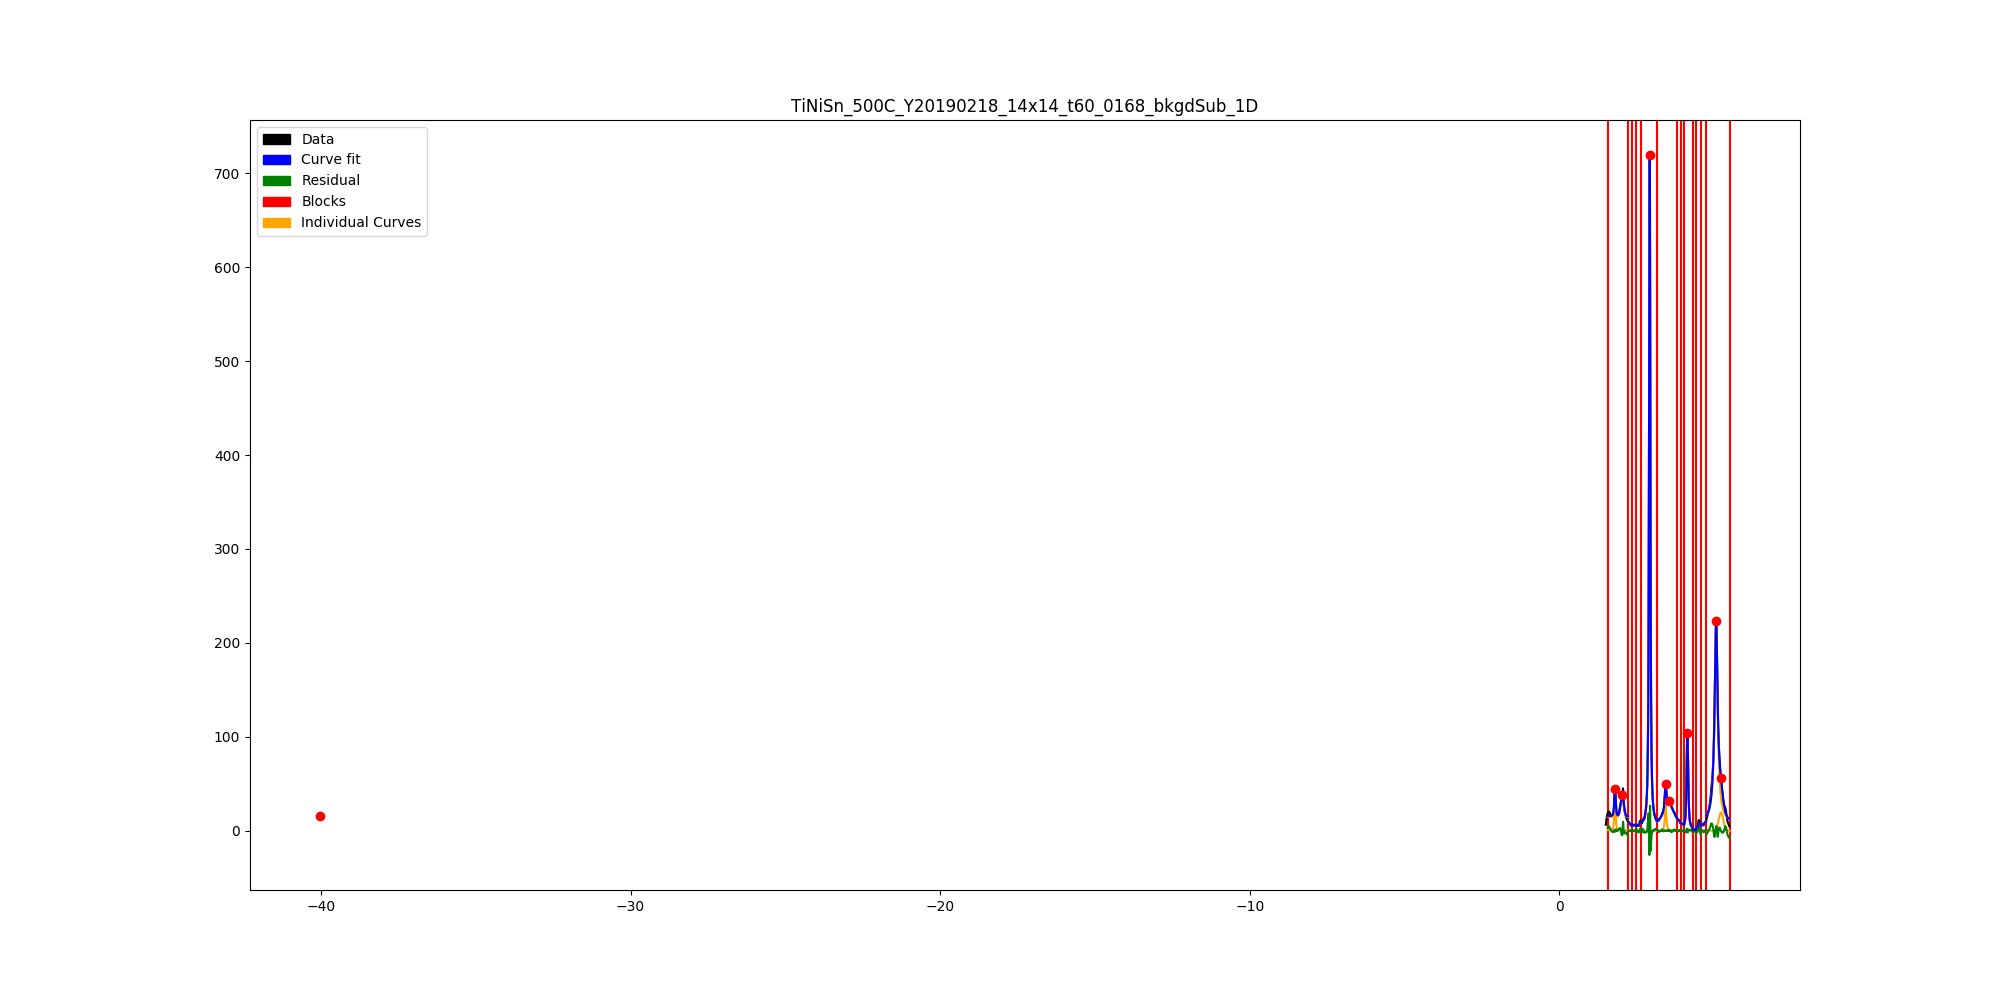 TiNiSn_500C_Y20190218_14x14_t60_0168_bkgdSub_1D
Data
Curve fit
Residual
Blocks
Individual Curves
700
600
500
400
300
200
100
0
−40
−30
−20
−10
0